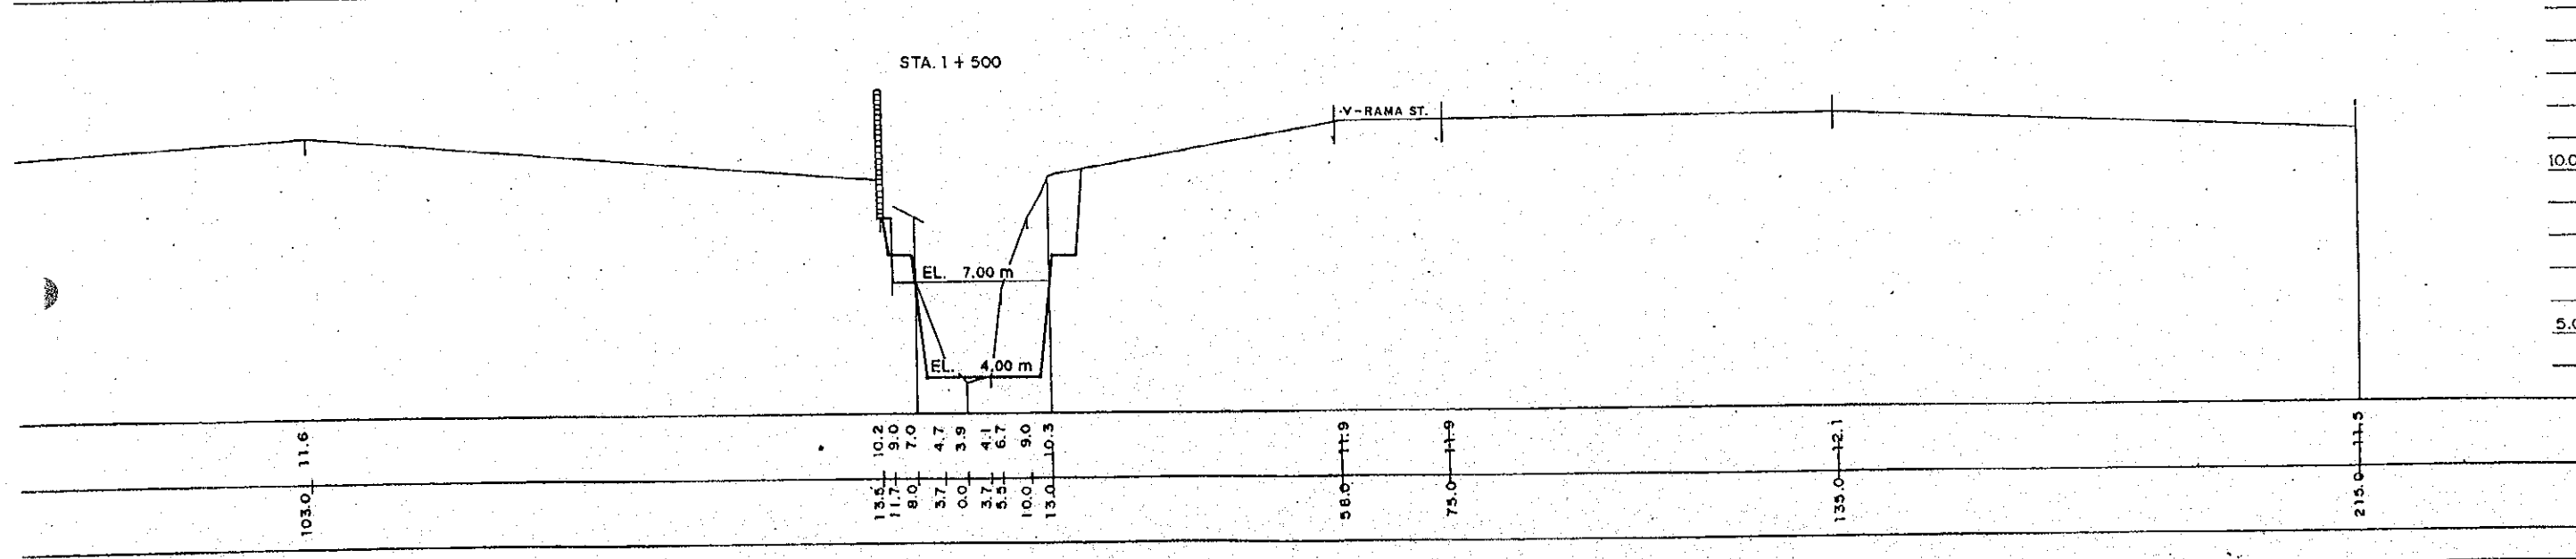 STA. 1 + 500
V-RAMA ST.
10.0
EL. 7.00 m
5.0
EL. 4.00 m
11.6 10.2 9.0 7.0 4.7 3.9 4.1 6.7 9.0 10.3 11.9 11.9 12.1 11.5
103.0 13.5 11.7 8.0 3.7 0.0 3.7 5.5 10.0 13.0 58.0 75.0 135.0 215.0